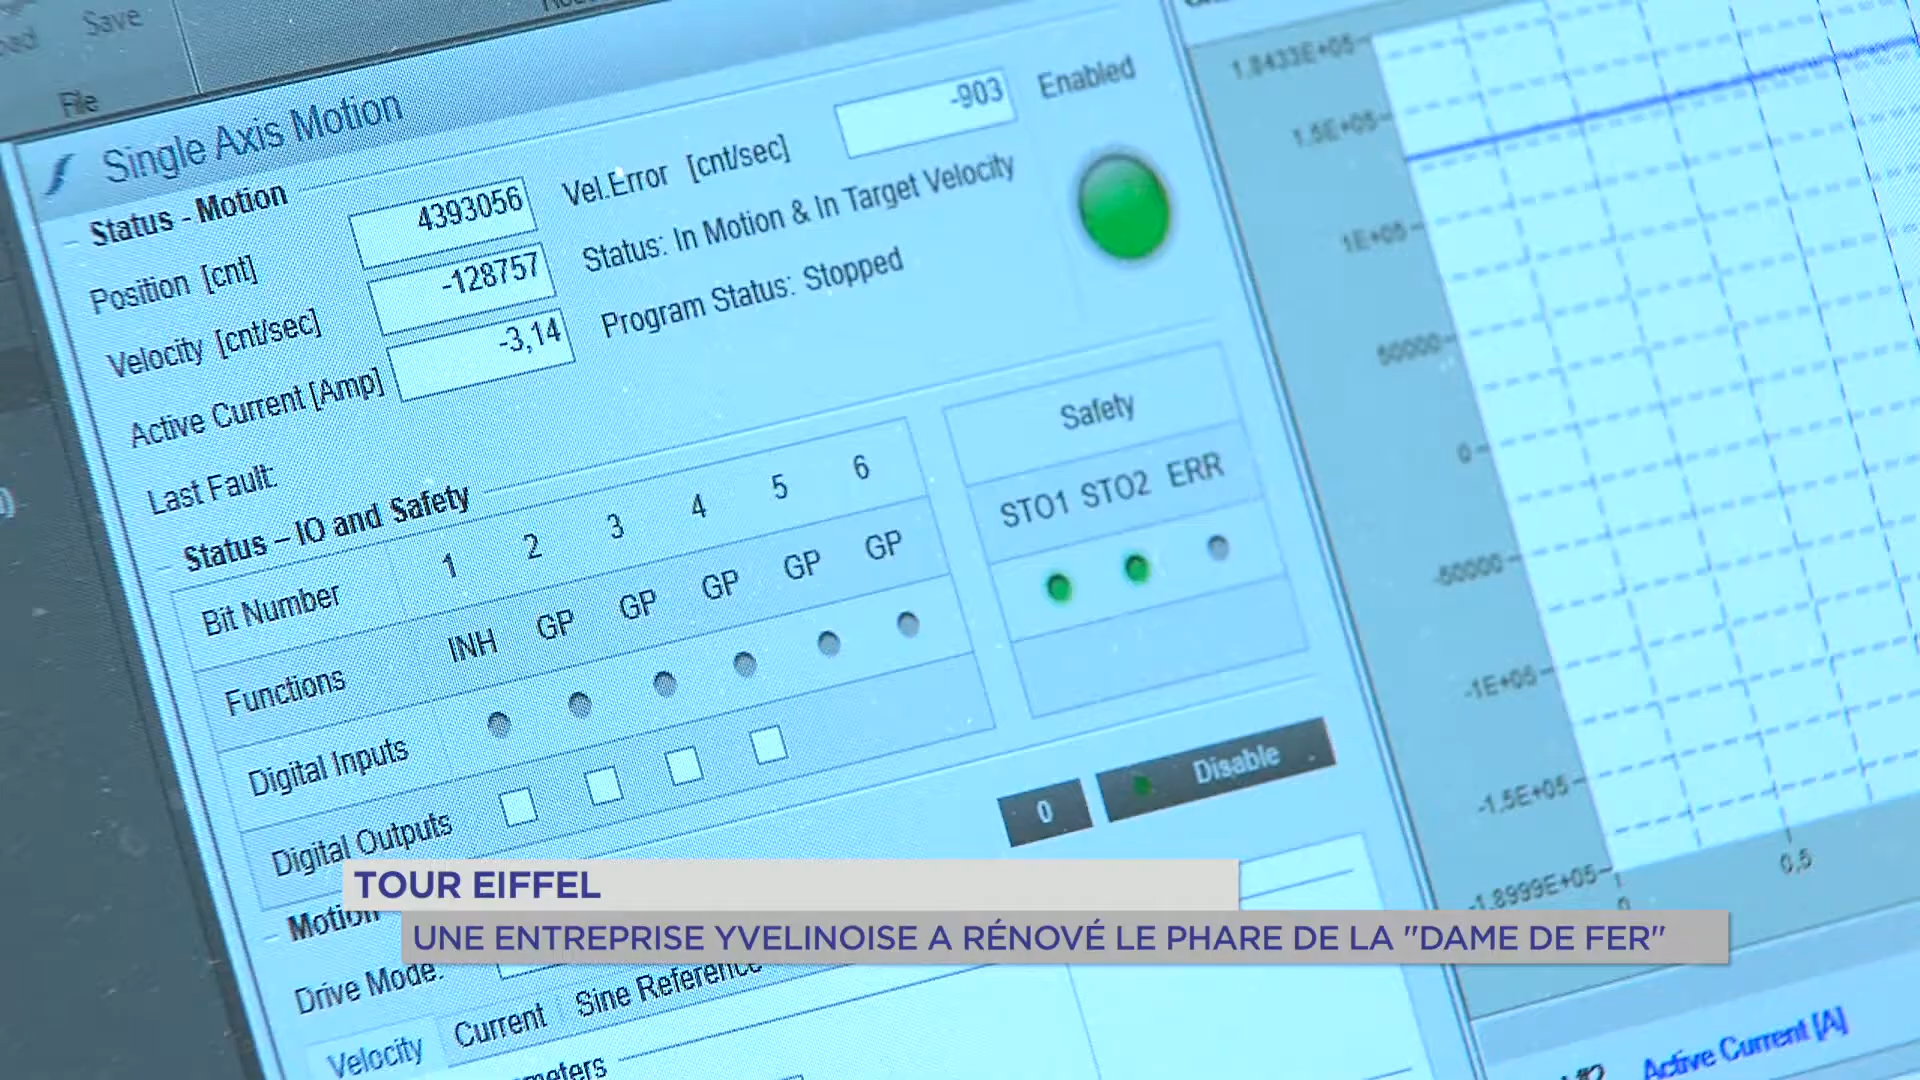 Save
File
Single Axis Motion
Status - Motion
Position [cnt] 4393056
Vel.Error [cnt/sec] -903
Enabled
Velocity [cnt/sec] -128757
Status: In Motion & In Target Velocity
Active Current [Amp] -3,14
Program Status: Stopped
Last Fault:
Status – IO and Safety
Bit Number 1 2 3 4 5 6
Functions INH GP GP GP GP GP
Digital Inputs
Digital Outputs
Safety
STO1 STO2 ERR
0
Disable
Motion
Drive Mode:
Velocity Current Sine Reference
1.8433E+05
1.5E+05
1E+05
50000
0
-50000
-1E+05
-1.5E+05
-1.8999E+05
0 0,5
Active Current [A]
TOUR EIFFEL
UNE ENTREPRISE YVELINOISE A RÉNOVÉ LE PHARE DE LA "DAME DE FER"